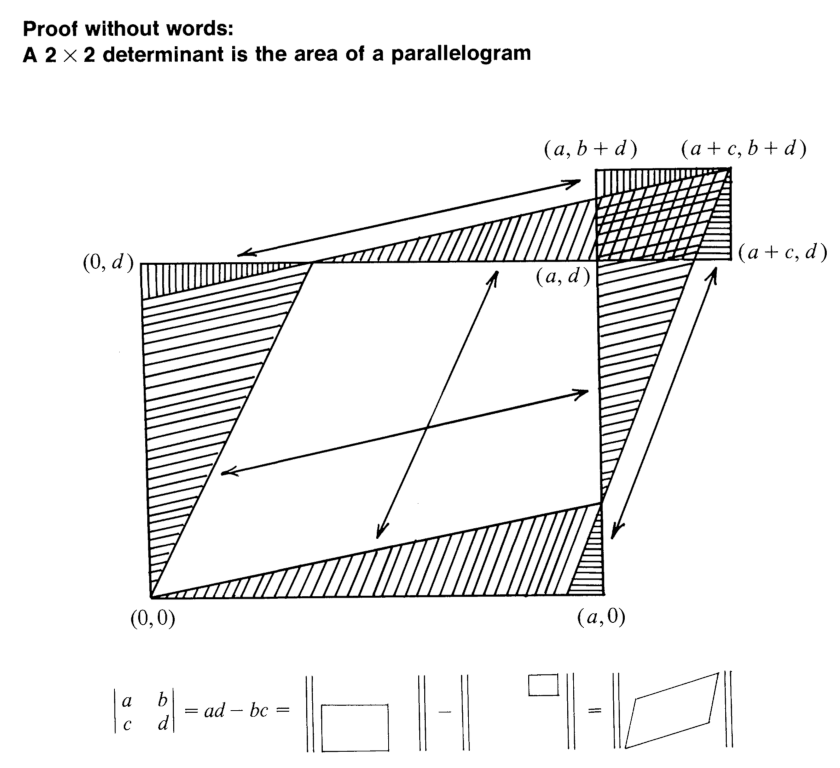 Proof without words:
A 2 × 2 determinant is the area of a parallelogram
(a, b + d) (a + c, b + d)
(0, d) (a, d) (a + c, d)
(0,0) (a,0)
|a b|
|c d| = ad − bc = || || − || || = || ||